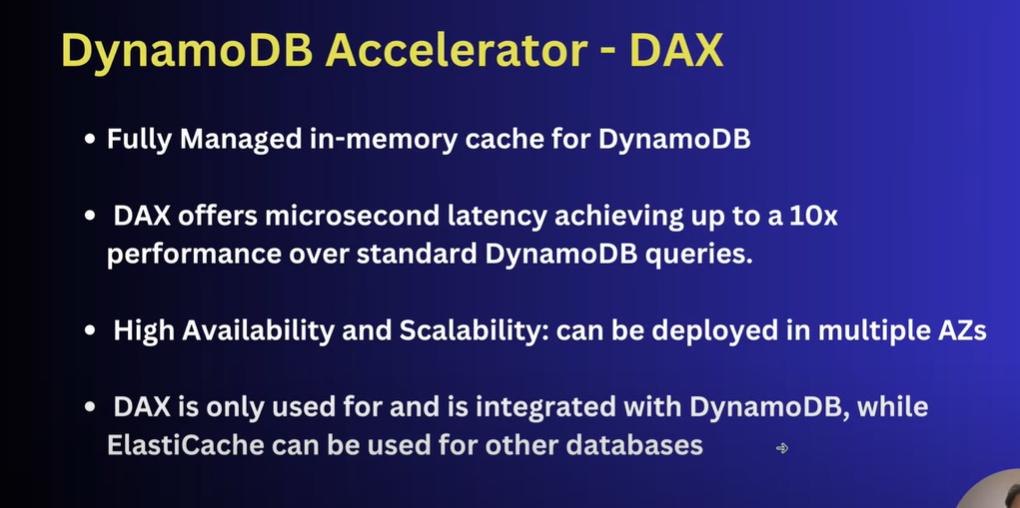 DynamoDB Accelerator - DAX
• Fully Managed in-memory cache for DynamoDB
• DAX offers microsecond latency achieving up to a 10x
performance over standard DynamoDB queries.
• High Availability and Scalability: can be deployed in multiple AZs
• DAX is only used for and is integrated with DynamoDB, while
ElastiCache can be used for other databases